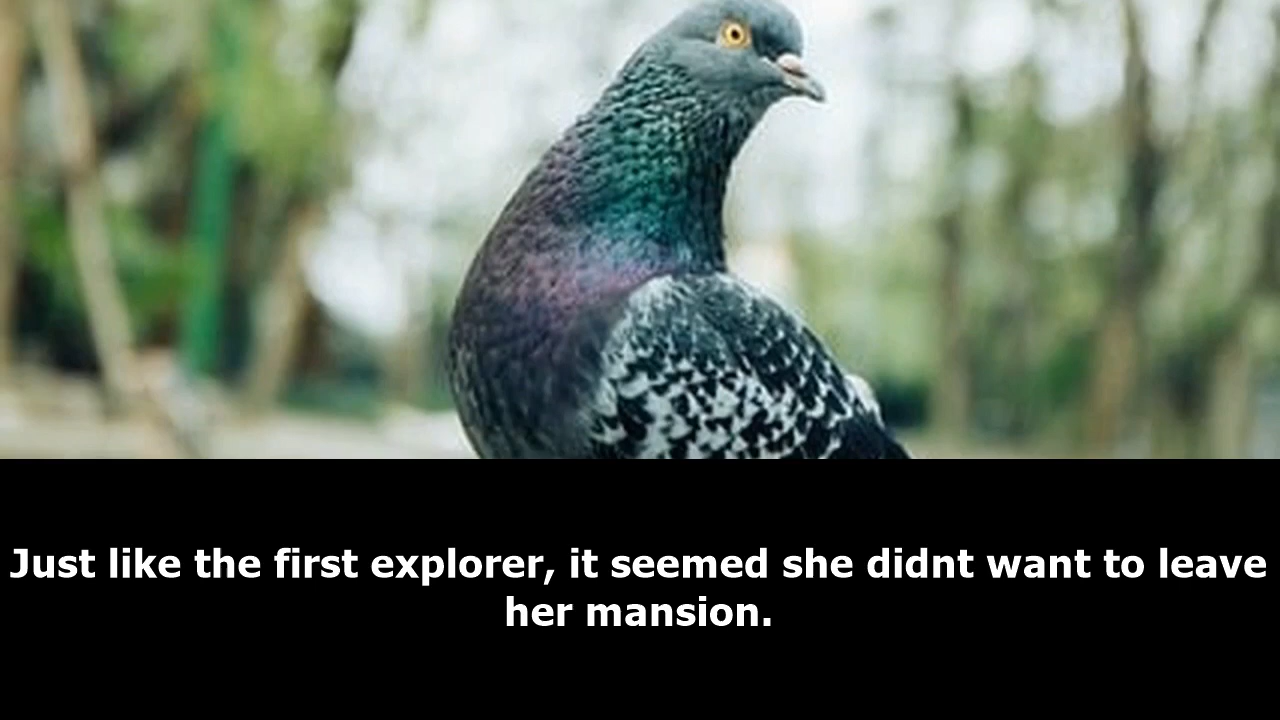 Just like the first explorer, it seemed she didnt want to leave
her mansion.